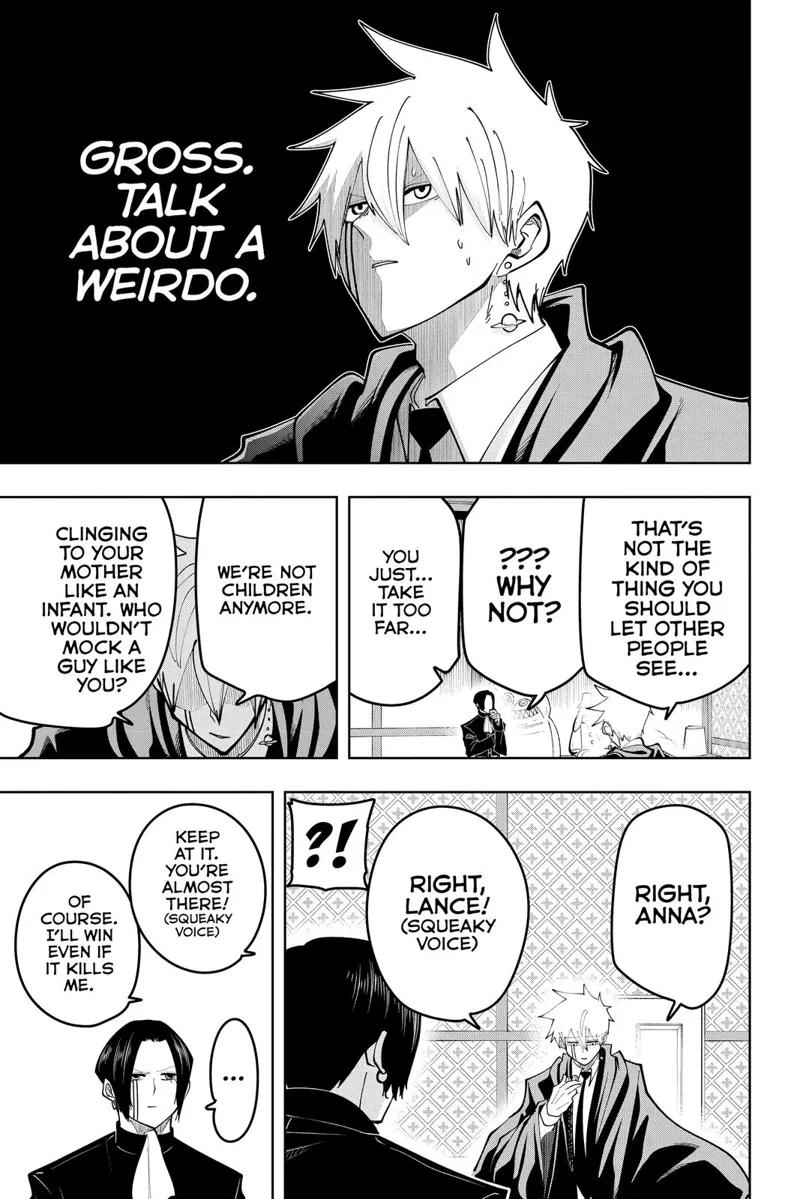 GROSS.
TALK
ABOUT A
WEIRDO.
THAT'S
NOT THE
KIND OF
THING YOU
SHOULD
LET OTHER
PEOPLE
SEE...
???
WHY
NOT?
YOU
JUST...
TAKE
IT TOO
FAR...
WE'RE NOT
CHILDREN
ANYMORE.
CLINGING
TO YOUR
MOTHER
LIKE AN
INFANT. WHO
WOULDN'T
MOCK A
GUY LIKE
YOU?
RIGHT,
ANNA?
RIGHT,
LANCE!
(SQUEAKY
VOICE)
?!
KEEP
AT IT.
YOU'RE
ALMOST
THERE!
(SQUEAKY
VOICE)
OF
COURSE.
I'LL WIN
EVEN IF
IT KILLS
ME.
...